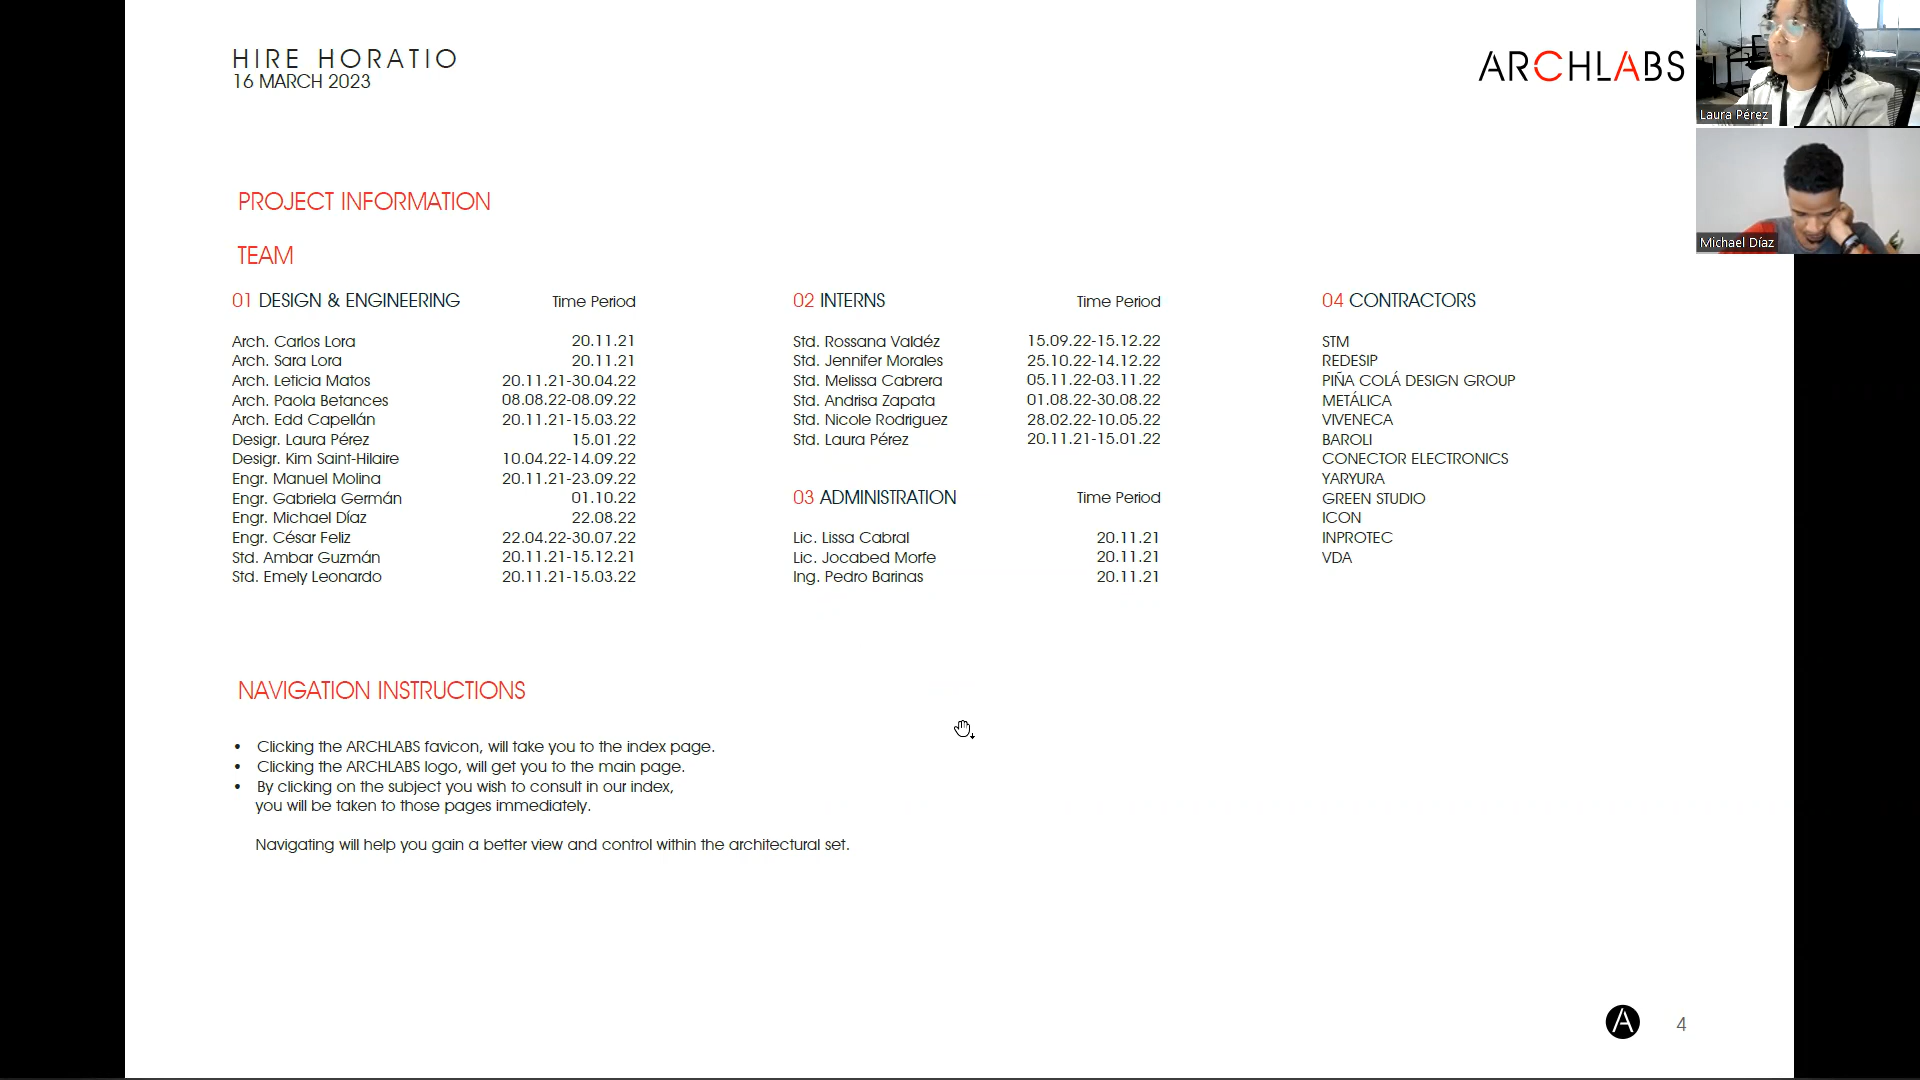 HIRE HORATIO
16 MARCH 2023
ARCHLABS
Laura Pérez
Michael Díaz
PROJECT INFORMATION
TEAM
01 DESIGN & ENGINEERING Time Period
Arch. Carlos Lora 20.11.21
Arch. Sara Lora 20.11.21
Arch. Leticia Matos 20.11.21-30.04.22
Arch. Paola Betances 08.08.22-08.09.22
Arch. Edd Capellán 20.11.21-15.03.22
Desigr. Laura Pérez 15.01.22
Desigr. Kim Saint-Hilaire 10.04.22-14.09.22
Engr. Manuel Molina 20.11.21-23.09.22
Engr. Gabriela Germán 01.10.22
Engr. Michael Díaz 22.08.22
Engr. César Feliz 22.04.22-30.07.22
Std. Ambar Guzmán 20.11.21-15.12.21
Std. Emely Leonardo 20.11.21-15.03.22
02 INTERNS Time Period
Std. Rossana Valdéz 15.09.22-15.12.22
Std. Jennifer Morales 25.10.22-14.12.22
Std. Melissa Cabrera 05.11.22-03.11.22
Std. Andrisa Zapata 01.08.22-30.08.22
Std. Nicole Rodriguez 28.02.22-10.05.22
Std. Laura Pérez 20.11.21-15.01.22
03 ADMINISTRATION Time Period
Lic. Lissa Cabral 20.11.21
Lic. Jocabed Morfe 20.11.21
Ing. Pedro Barinas 20.11.21
04 CONTRACTORS
STM
REDESIP
PIÑA COLÁ DESIGN GROUP
METÁLICA
VIVENECA
BAROLI
CONECTOR ELECTRONICS
YARYURA
GREEN STUDIO
ICON
INPROTEC
VDA
NAVIGATION INSTRUCTIONS
• Clicking the ARCHLABS favicon, will take you to the index page.
• Clicking the ARCHLABS logo, will get you to the main page.
• By clicking on the subject you wish to consult in our index,
you will be taken to those pages immediately.
Navigating will help you gain a better view and control within the architectural set.
A
4